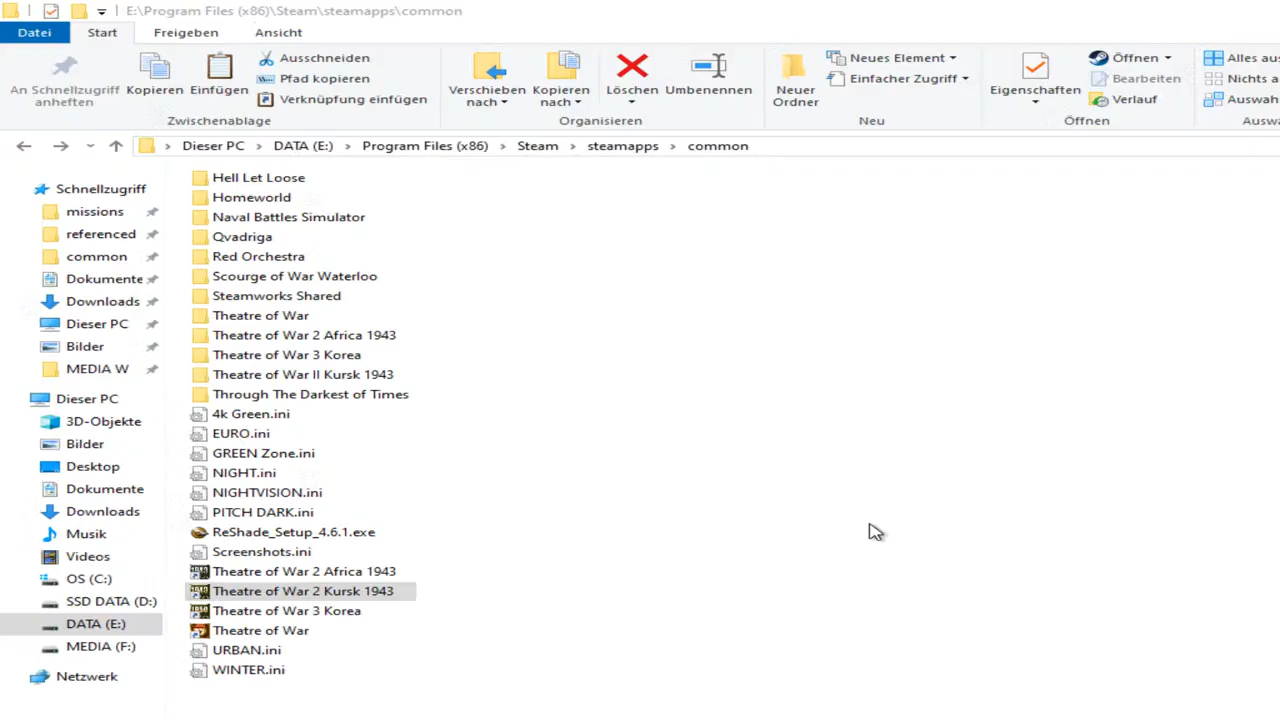 E:\Program Files (x86)\Steam\steamapps\common
Datei Start Freigeben Ansicht
An Schnellzugriff anheften
Kopieren
Einfügen
Ausschneiden
Pfad kopieren
Verknüpfung einfügen
Zwischenablage
Verschieben nach
Kopieren nach
Löschen
Umbenennen
Organisieren
Neuer Ordner
Neues Element
Einfacher Zugriff
Neu
Eigenschaften
Öffnen
Bearbeiten
Verlauf
Öffnen
Alles aus
Nichts a
Auswah
Ausw
Dieser PC > DATA (E:) > Program Files (x86) > Steam > steamapps > common
Schnellzugriff
missions
referenced
common
Dokumente
Downloads
Dieser PC
Bilder
MEDIA W
Dieser PC
3D-Objekte
Bilder
Desktop
Dokumente
Downloads
Musik
Videos
OS (C:)
SSD DATA (D:)
DATA (E:)
MEDIA (F:)
Netzwerk
Hell Let Loose
Homeworld
Naval Battles Simulator
Qvadriga
Red Orchestra
Scourge of War Waterloo
Steamworks Shared
Theatre of War
Theatre of War 2 Africa 1943
Theatre of War 3 Korea
Theatre of War II Kursk 1943
Through The Darkest of Times
4k Green.ini
EURO.ini
GREEN Zone.ini
NIGHT.ini
NIGHTVISION.ini
PITCH DARK.ini
ReShade_Setup_4.6.1.exe
Screenshots.ini
Theatre of War 2 Africa 1943
Theatre of War 2 Kursk 1943
Theatre of War 3 Korea
Theatre of War
URBAN.ini
WINTER.ini